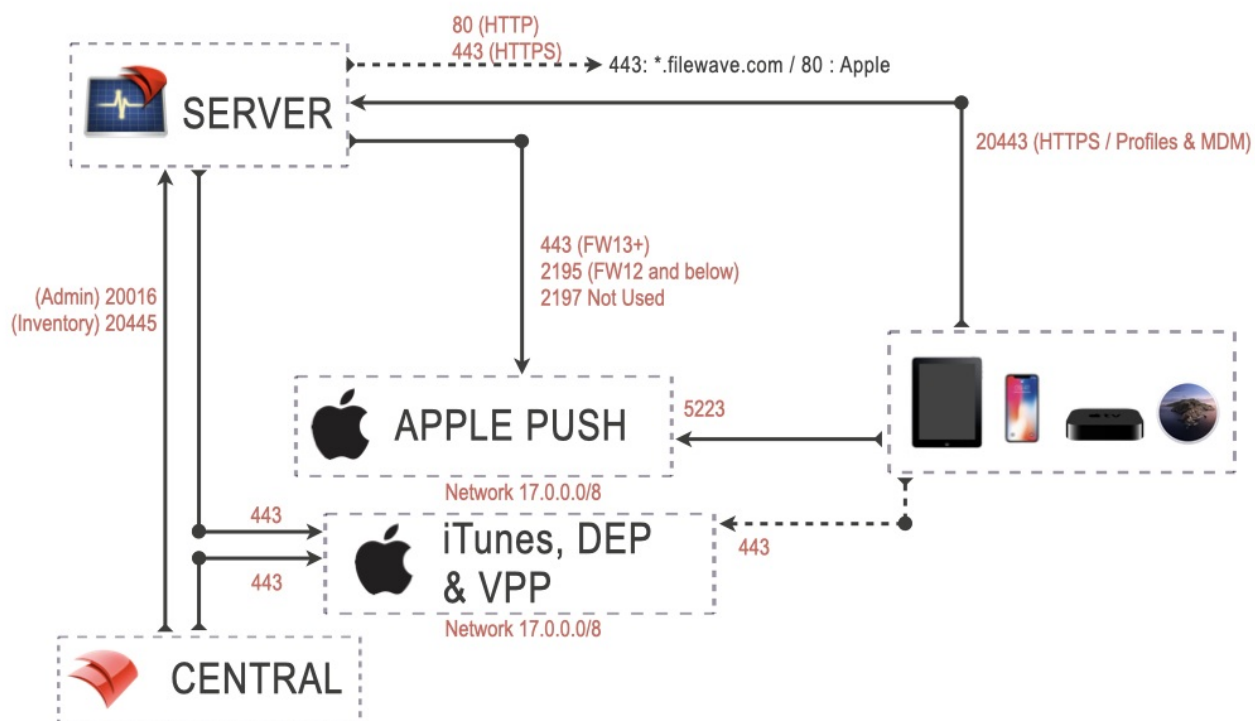 80 (HTTP)
443 (HTTPS)
443: *.filewave.com / 80 : Apple
SERVER
20443 (HTTPS / Profiles & MDM)
443 (FW13+)
2195 (FW12 and below)
2197 Not Used
(Admin) 20016
(Inventory) 20445
APPLE PUSH
5223
Network 17.0.0.0/8
443
iTunes, DEP
& VPP
443
443
Network 17.0.0.0/8
CENTRAL